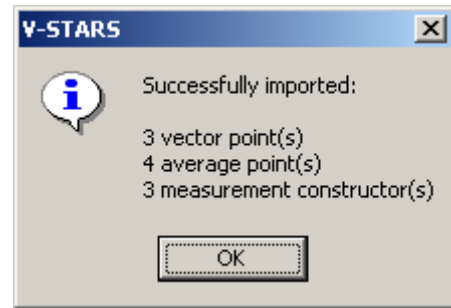 V-STARS
Successfully imported:
3 vector point(s)
4 average point(s)
3 measurement constructor(s)
OK